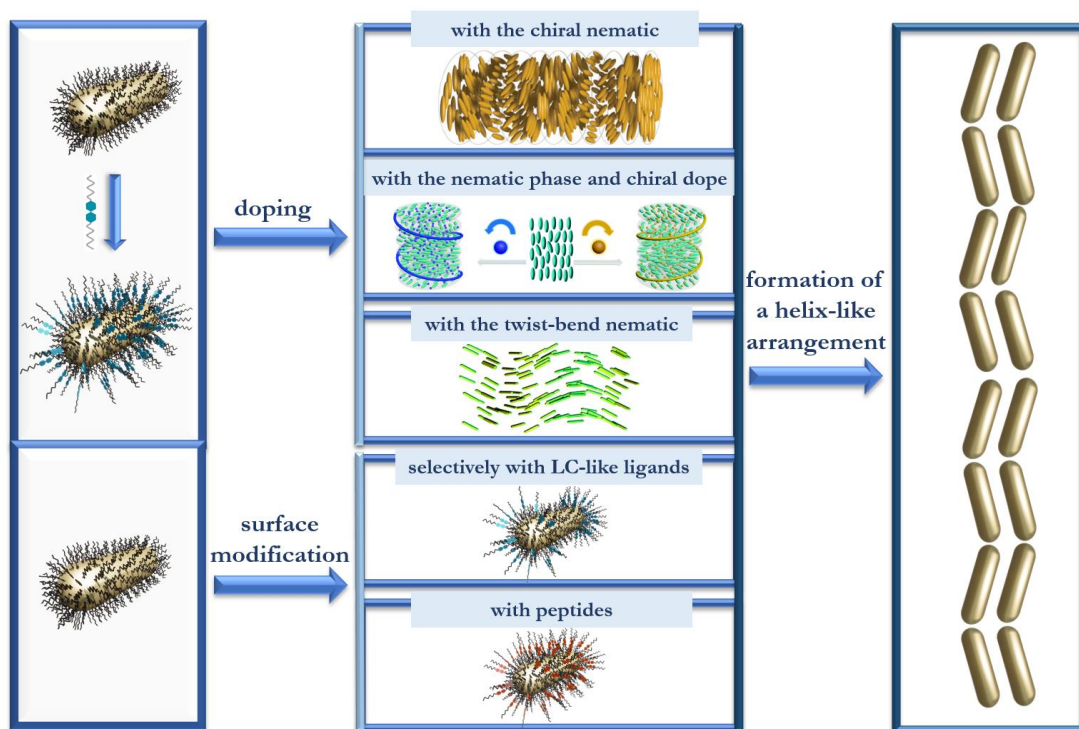 with the chiral nematic
with the nematic phase and chiral dope
doping
with the twist-bend nematic
formation of
a helix-like
arrangement
selectively with LC-like ligands
surface
modification
with peptides